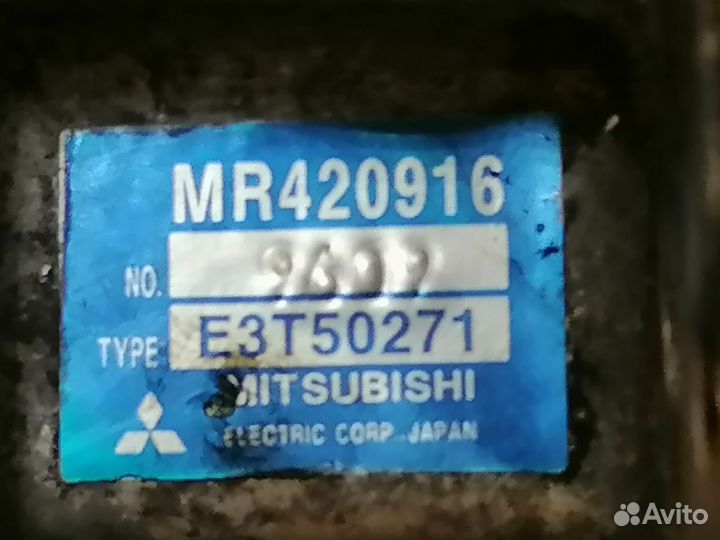 MR420916
NO.
TYPE E3T50271
MITSUBISHI
ELECTRIC CORP. JAPAN
Avito